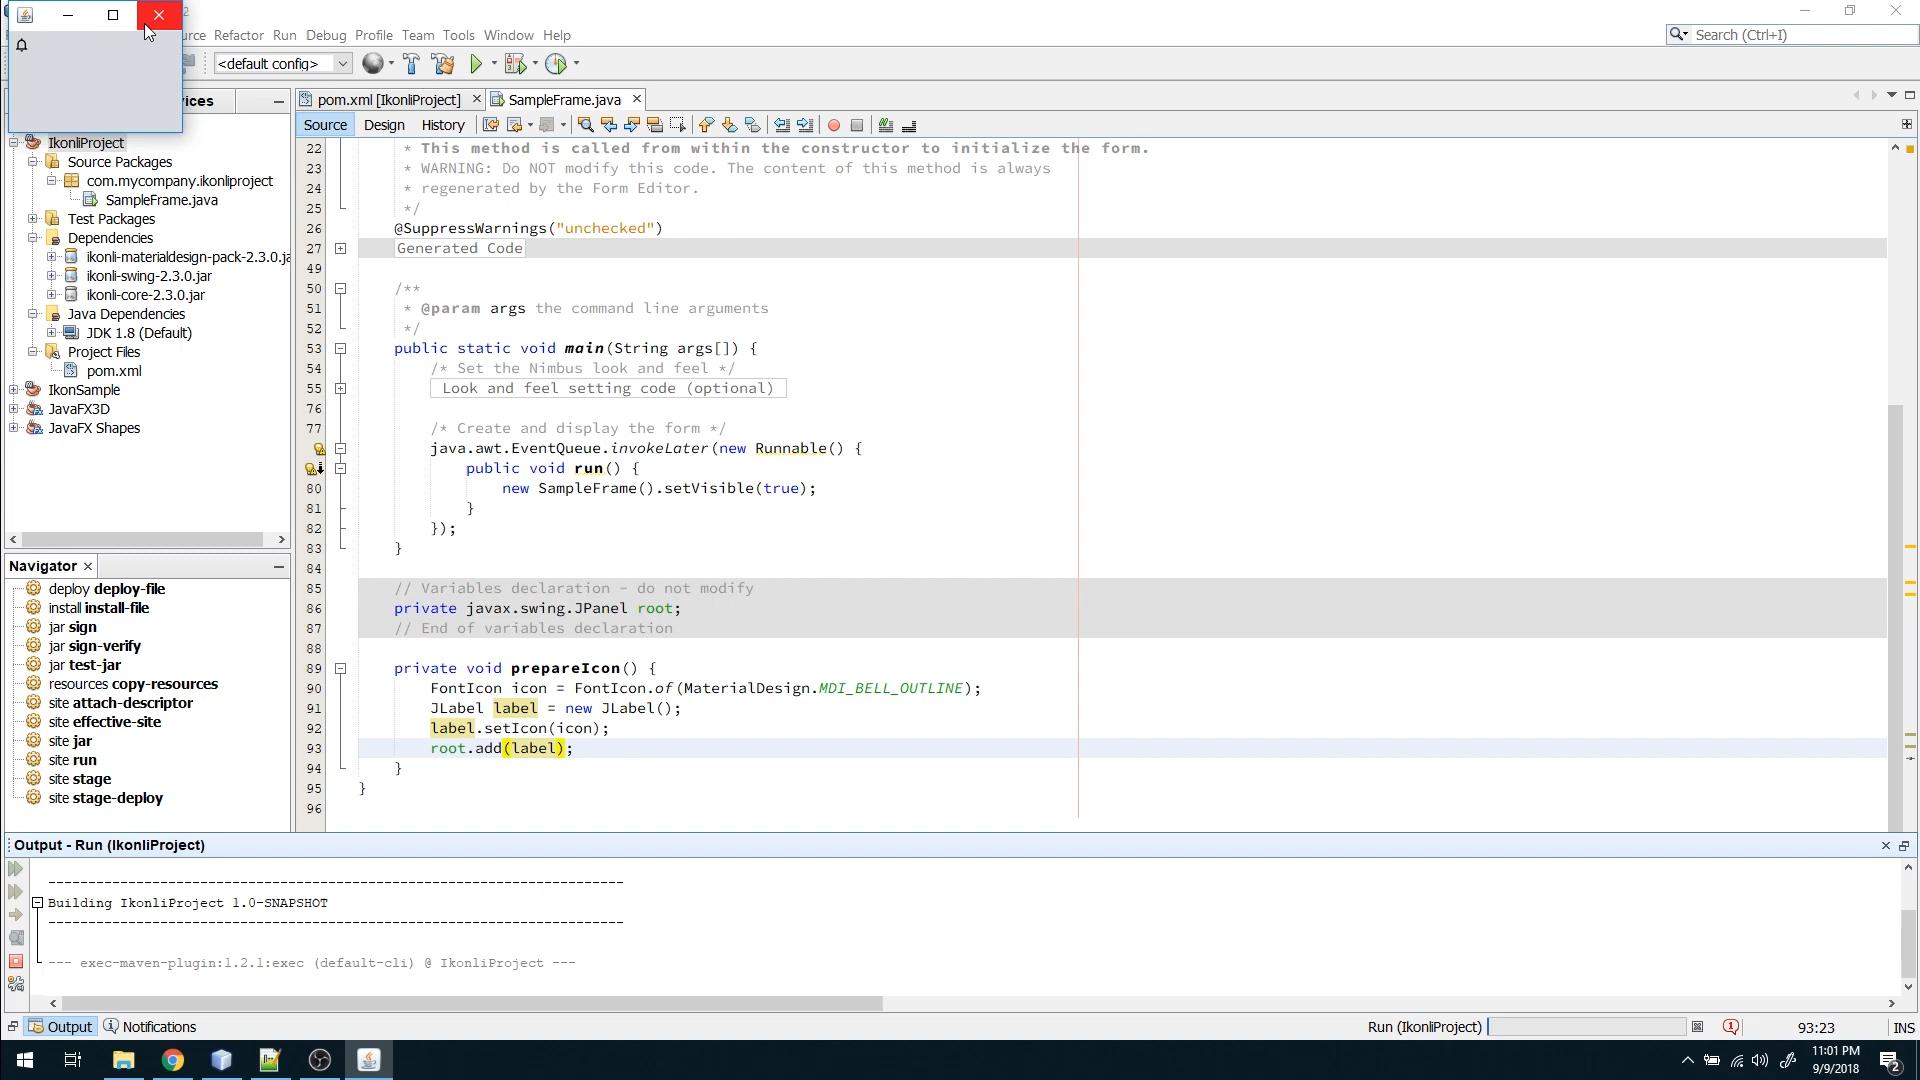 2
rce Refactor Run Debug Profile Team Tools Window Help
Search (Ctrl+I)
<default config>
ices
pom.xml [IkonliProject]
SampleFrame.java
Source Design History
IkonliProject
Source Packages
com.mycompany.ikonliproject
SampleFrame.java
Test Packages
Dependencies
ikonli-materialdesign-pack-2.3.0.ja
ikonli-swing-2.3.0.jar
ikonli-core-2.3.0.jar
Java Dependencies
JDK 1.8 (Default)
Project Files
pom.xml
IkonSample
JavaFX3D
JavaFX Shapes
Navigator
deploy deploy-file
install install-file
jar sign
jar sign-verify
jar test-jar
resources copy-resources
site attach-descriptor
site effective-site
site jar
site run
site stage
site stage-deploy
22 * This method is called from within the constructor to initialize the form.
23 * WARNING: Do NOT modify this code. The content of this method is always
24 * regenerated by the Form Editor.
25 */
26 @SuppressWarnings("unchecked")
27 Generated Code
49
50 /**
51 * @param args the command line arguments
52 */
53 public static void main(String args[]) {
54 /* Set the Nimbus look and feel */
55 Look and feel setting code (optional)
76
77 /* Create and display the form */
java.awt.EventQueue.invokeLater(new Runnable() {
public void run() {
80 new SampleFrame().setVisible(true);
81 }
82 });
83 }
84
85 // Variables declaration - do not modify
86 private javax.swing.JPanel root;
87 // End of variables declaration
88
89 private void prepareIcon() {
90 FontIcon icon = FontIcon.of(MaterialDesign.MDI_BELL_OUTLINE);
91 JLabel label = new JLabel();
92 label.setIcon(icon);
93 root.add(label);
94 }
95 }
96
Output - Run (IkonliProject)
------------------------------------------------------------------------
Building IkonliProject 1.0-SNAPSHOT
------------------------------------------------------------------------
--- exec-maven-plugin:1.2.1:exec (default-cli) @ IkonliProject ---
Output Notifications
Run (IkonliProject)
1
93:23
INS
11:01 PM
9/9/2018
2